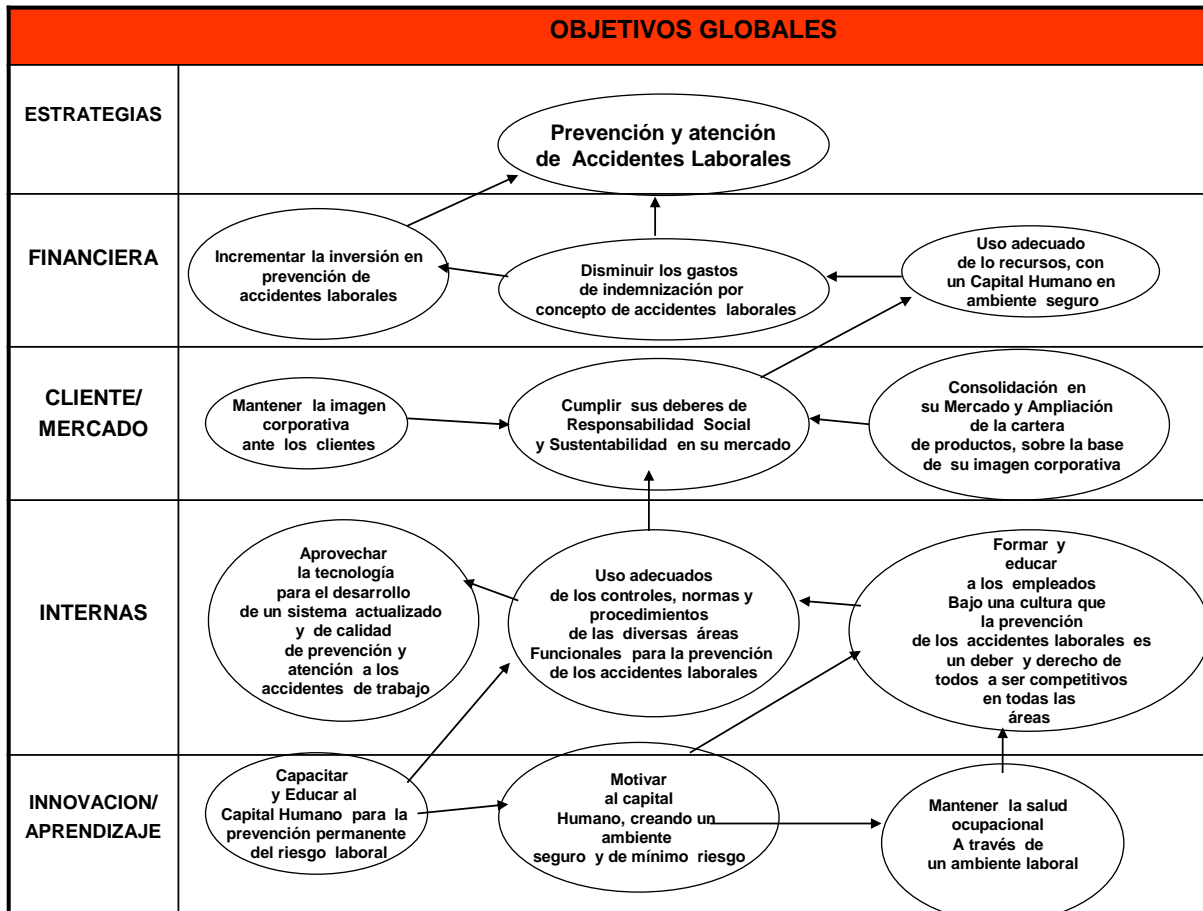 OBJETIVOS GLOBALES
ESTRATEGIAS
Prevención y atención
de Accidentes Laborales
FINANCIERA
Incrementar la inversión en
prevención de
accidentes laborales
Disminuir los gastos
de indemnización por
concepto de accidentes laborales
Uso adecuado
de lo recursos, con
un Capital Humano en
ambiente seguro
CLIENTE/
MERCADO
Mantener la imagen
corporativa
ante los clientes
Cumplir sus deberes de
Responsabilidad Social
y Sustentabilidad en su mercado
Consolidación en
su Mercado y Ampliación
de la cartera
de productos, sobre la base
de su imagen corporativa
INTERNAS
Aprovechar
la tecnología
para el desarrollo
de un sistema actualizado
y de calidad
de prevención y
atención a los
accidentes de trabajo
Uso adecuados
de los controles, normas y
procedimientos
de las diversas áreas
Funcionales para la prevención
de los accidentes laborales
Formar y
educar
a los empleados
Bajo una cultura que
la prevención
de los accidentes laborales es
un deber y derecho de
todos a ser competitivos
en todas las
áreas
INNOVACION/
APRENDIZAJE
Capacitar
y Educar al
Capital Humano para la
prevención permanente
del riesgo laboral
Motivar
al capital
Humano, creando un
ambiente
seguro y de mínimo riesgo
Mantener la salud
ocupacional
A través de
un ambiente laboral